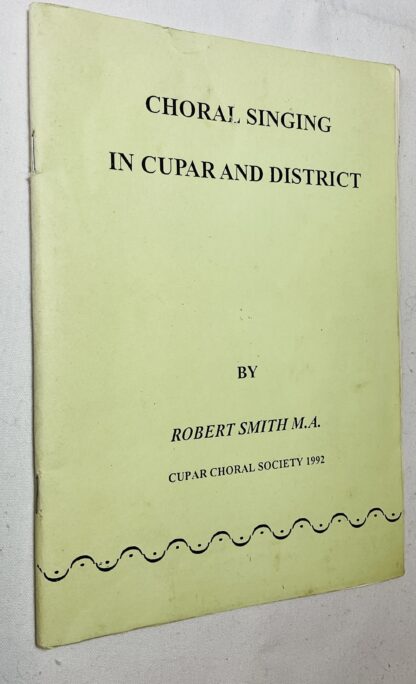 CHORAL SINGING
IN CUPAR AND DISTRICT
BY
ROBERT SMITH M.A.
CUPAR CHORAL SOCIETY 1992